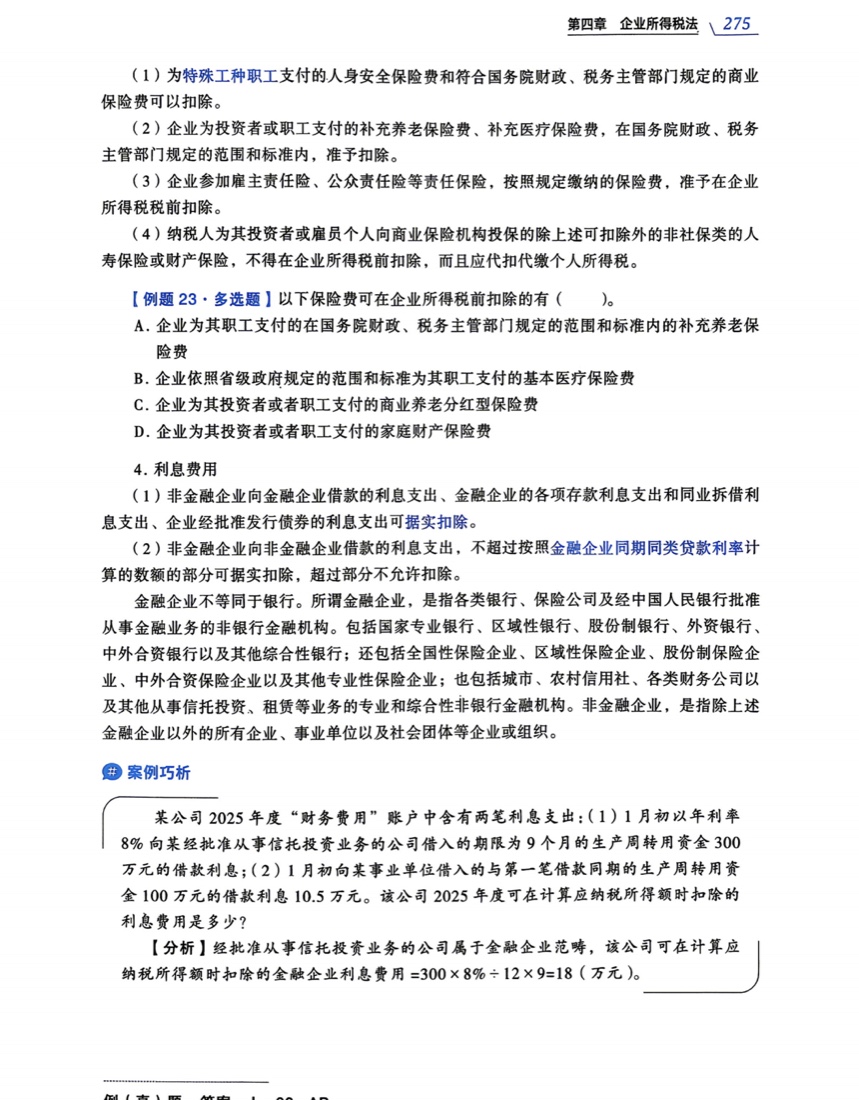 第四章 企业所得税法 275
（1）为特殊工种职工支付的人身安全保险费和符合国务院财政、税务主管部门规定的商业
保险费可以扣除。
（2）企业为投资者或职工支付的补充养老保险费、补充医疗保险费，在国务院财政、税务
主管部门规定的范围和标准内，准予扣除。
（3）企业参加雇主责任险、公众责任险等责任保险，按照规定缴纳的保险费，准予在企业
所得税税前扣除。
（4）纳税人为其投资者或雇员个人向商业保险机构投保的除上述可扣除外的非社保类的人
寿保险或财产保险，不得在企业所得税前扣除，而且应代扣代缴个人所得税。
【例题 23·多选题】以下保险费可在企业所得税前扣除的有（ ）。
A. 企业为其职工支付的在国务院财政、税务主管部门规定的范围和标准内的补充养老保
险费
B. 企业依照省级政府规定的范围和标准为其职工支付的基本医疗保险费
C. 企业为其投资者或者职工支付的商业养老分红型保险费
D. 企业为其投资者或者职工支付的家庭财产保险费
4. 利息费用
（1）非金融企业向金融企业借款的利息支出、金融企业的各项存款利息支出和同业拆借利
息支出、企业经批准发行债券的利息支出可据实扣除。
（2）非金融企业向非金融企业借款的利息支出，不超过按照金融企业同期同类贷款利率计
算的数额的部分可据实扣除，超过部分不允许扣除。
金融企业不等同于银行。所谓金融企业，是指各类银行、保险公司及经中国人民银行批准
从事金融业务的非银行金融机构。包括国家专业银行、区域性银行、股份制银行、外资银行、
中外合资银行以及其他综合性银行；还包括全国性保险企业、区域性保险企业、股份制保险企
业、中外合资保险企业以及其他专业性保险企业；也包括城市、农村信用社、各类财务公司以
及其他从事信托投资、租赁等业务的专业和综合性非银行金融机构。非金融企业，是指除上述
金融企业以外的所有企业、事业单位以及社会团体等企业或组织。
# 案例巧析
某公司 2025 年度“财务费用”账户中含有两笔利息支出：（1）1 月初以年利率
8% 向某经批准从事信托投资业务的公司借入的期限为 9 个月的生产周转用资金 300
万元的借款利息；（2）1 月初向某事业单位借入的与第一笔借款同期的生产周转用资
金 100 万元的借款利息 10.5 万元。该公司 2025 年度可在计算应纳税所得额时扣除的
利息费用是多少？
【分析】经批准从事信托投资业务的公司属于金融企业范畴，该公司可在计算应
纳税所得额时扣除的金融企业利息费用 =300×8%÷12×9=18（万元）。